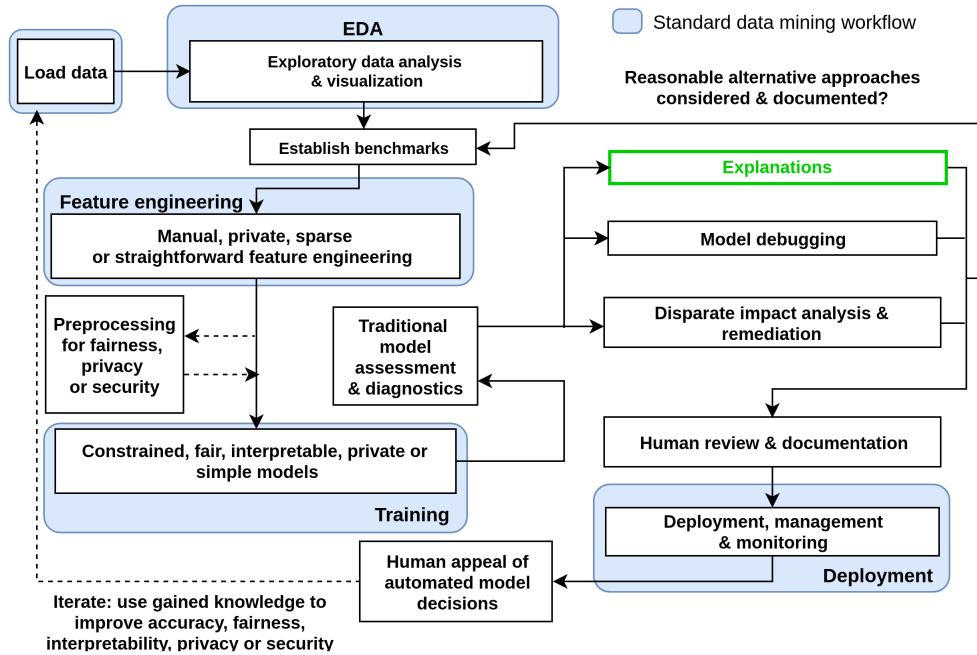 Standard data mining workflow
EDA
Load data
Exploratory data analysis
& visualization
Reasonable alternative approaches
considered & documented?
Establish benchmarks
Explanations
Feature engineering
Manual, private, sparse
or straightforward feature engineering
Model debugging
Preprocessing
for fairness,
privacy
or security
Traditional
model
assessment
& diagnostics
Disparate impact analysis &
remediation
Constrained, fair, interpretable, private or
simple models
Training
Human review & documentation
Deployment, management
& monitoring
Deployment
Human appeal of
automated model
decisions
Iterate: use gained knowledge to
improve accuracy, fairness,
interpretability, privacy or security